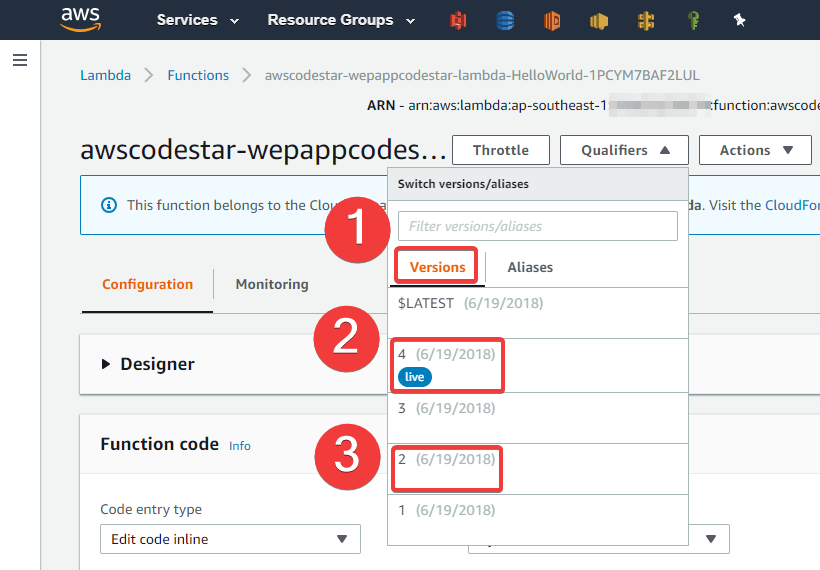 aws Services Resource Groups
Lambda Functions awscodestar-wepappcodestar-lambda-HelloWorld-1PCYM7BAF2LUL
ARN - arn:aws:lambda:ap-southeast-1 :function:awscode
awscodestar-wepappcodes... Throttle Qualifiers Actions
Switch versions/aliases
This function belongs to the Clou da. Visit the CloudFor
Filter versions/aliases
1
Versions Aliases
Configuration Monitoring
$LATEST (6/19/2018)
2
4 (6/19/2018)
live
Designer
3 (6/19/2018)
Function code Info
3
2 (6/19/2018)
1 (6/19/2018)
Code entry type
Edit code inline